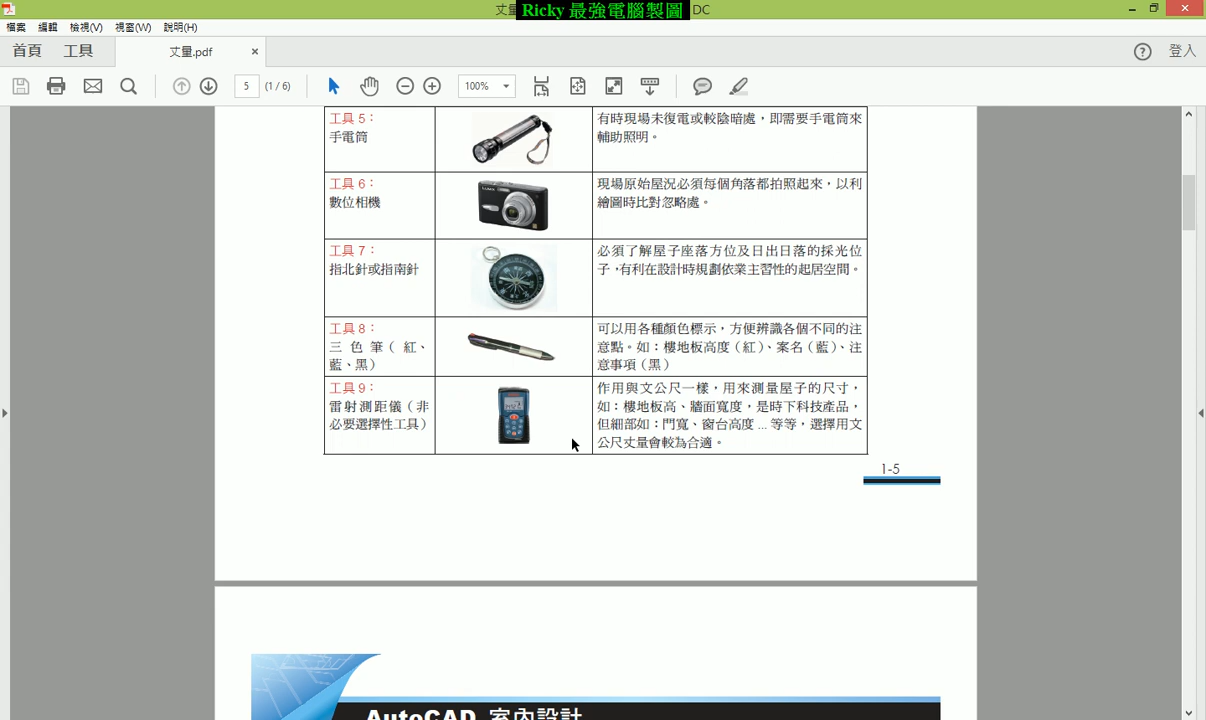 丈量
Ricky 最強電腦製圖
DC
檔案 編輯 檢視(V) 視窗(W) 說明(H)
首頁 工具 丈量.pdf × 登入
5 (1 / 6) 100%
工具 5：
手電筒
有時現場未復電或較陰暗處，即需要手電筒來
輔助照明。
工具 6：
數位相機
現場原始屋況必須每個角落都拍照起來，以利
繪圖時比對忽略處。
工具 7：
指北針或指南針
必須了解屋子座落方位及日出日落的採光位
子，有利在設計時規劃依業主習性的起居空間。
工具 8：
三 色 筆（ 紅、
藍、黑）
可以用各種顏色標示，方便辨識各個不同的注
意點。如：樓地板高度（紅）、案名（藍）、注
意事項（黑）
工具 9：
雷射測距儀（非
必要選擇性工具）
作用與文公尺一樣，用來測量屋子的尺寸，
如：樓地板高、牆面寬度，是時下科技產品，
但細部如：門寬、窗台高度 ... 等等，選擇用文
公尺丈量會較為合適。
1-5
AutoCAD 室內設計